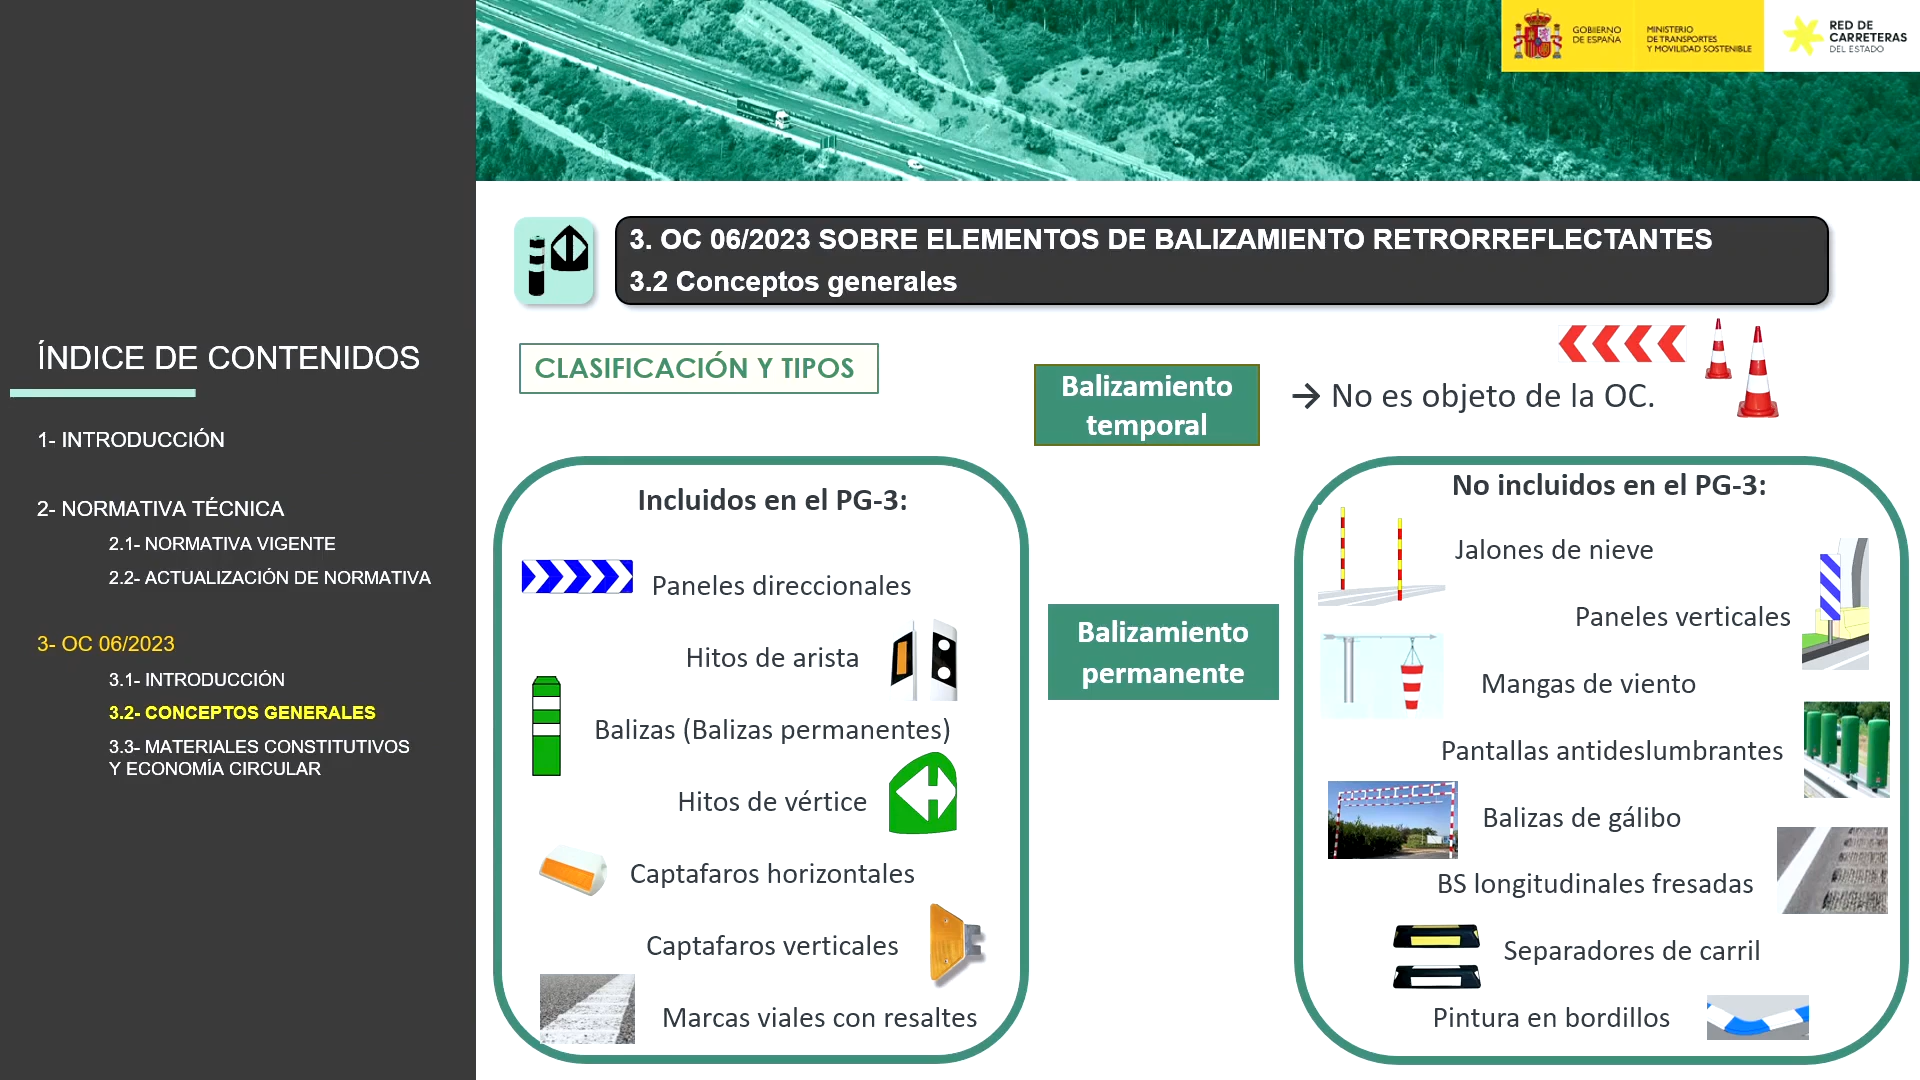 GOBIERNO
DE ESPAÑA
MINISTERIO
DE TRANSPORTES
Y MOVILIDAD SOSTENIBLE
RED DE
CARRETERAS
DEL ESTADO
ÍNDICE DE CONTENIDOS
1- INTRODUCCIÓN
2- NORMATIVA TÉCNICA
2.1- NORMATIVA VIGENTE
2.2- ACTUALIZACIÓN DE NORMATIVA
3- OC 06/2023
3.1- INTRODUCCIÓN
3.2- CONCEPTOS GENERALES
3.3- MATERIALES CONSTITUTIVOS
Y ECONOMÍA CIRCULAR
3. OC 06/2023 SOBRE ELEMENTOS DE BALIZAMIENTO RETRORREFLECTANTES
3.2 Conceptos generales
CLASIFICACIÓN Y TIPOS
Balizamiento
temporal
→ No es objeto de la OC.
Incluidos en el PG-3:
Paneles direccionales
Hitos de arista
Balizas (Balizas permanentes)
Hitos de vértice
Captafaros horizontales
Captafaros verticales
Marcas viales con resaltes
Balizamiento
permanente
No incluidos en el PG-3:
Jalones de nieve
Paneles verticales
Mangas de viento
Pantallas antideslumbrantes
Balizas de gálibo
BS longitudinales fresadas
Separadores de carril
Pintura en bordillos